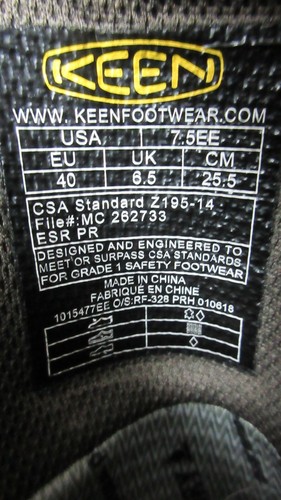 KEEN
WWW.KEENFOOTWEAR.COM
USA 7.5EE
EU UK CM
40 6.5 25.5
CSA Standard Z195-14
File#:MC 262733
ESR PR
DESIGNED AND ENGINEERED TO
MEET OR SURPASS CSA STANDARDS
FOR GRADE 1 SAFETY FOOTWEAR
MADE IN CHINA
FABRIQUÉ EN CHINE
1015477EE O/S:RF-328 PRH 010618